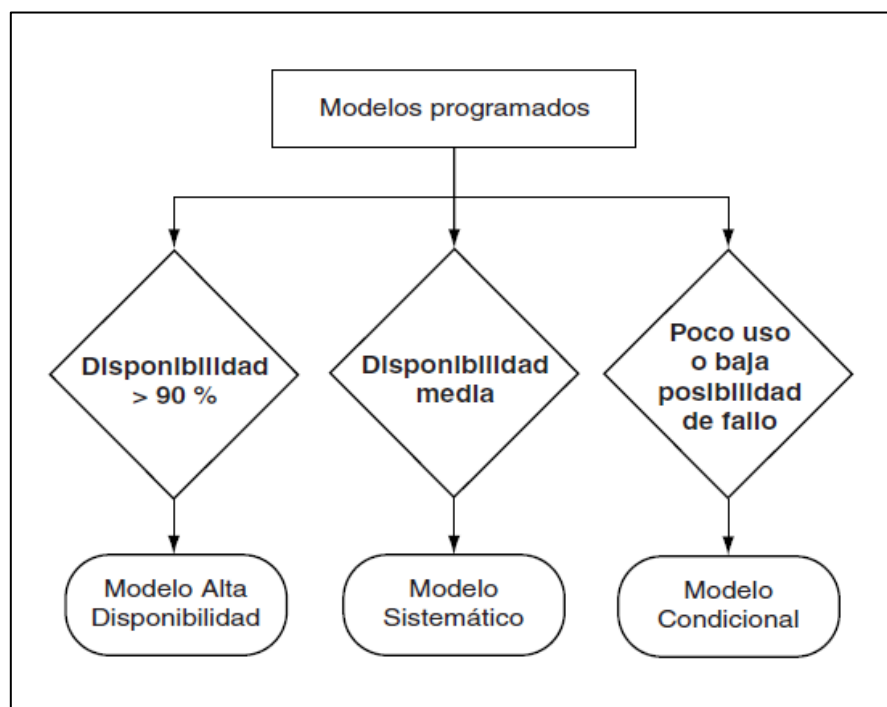 Modelos programados
Disponibilidad
> 90 %
Disponibilidad
media
Poco uso
o baja
posibilidad
de fallo
Modelo Alta
Disponibilidad
Modelo
Sistemático
Modelo
Condicional